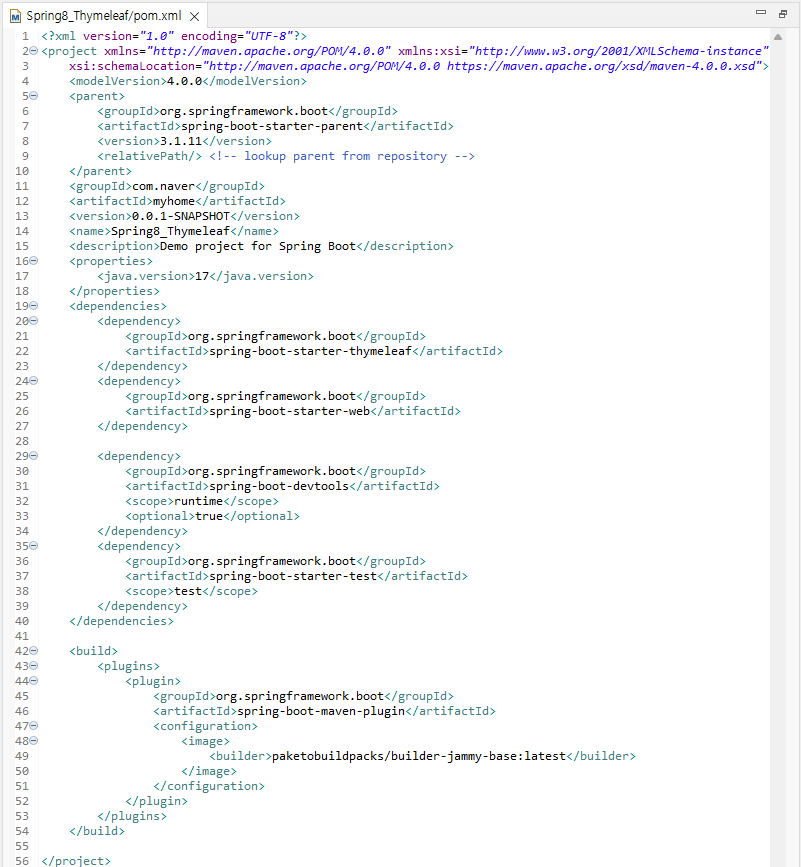 Spring8_Thymeleaf/pom.xml
1 <?xml version="1.0" encoding="UTF-8"?>
2 <project xmlns="http://maven.apache.org/POM/4.0.0" xmlns:xsi="http://www.w3.org/2001/XMLSchema-instance"
3     xsi:schemaLocation="http://maven.apache.org/POM/4.0.0 https://maven.apache.org/xsd/maven-4.0.0.xsd">
4     <modelVersion>4.0.0</modelVersion>
5     <parent>
6         <groupId>org.springframework.boot</groupId>
7         <artifactId>spring-boot-starter-parent</artifactId>
8         <version>3.1.11</version>
9         <relativePath/> <!-- lookup parent from repository -->
10     </parent>
11     <groupId>com.naver</groupId>
12     <artifactId>myhome</artifactId>
13     <version>0.0.1-SNAPSHOT</version>
14     <name>Spring8_Thymeleaf</name>
15     <description>Demo project for Spring Boot</description>
16     <properties>
17         <java.version>17</java.version>
18     </properties>
19     <dependencies>
20         <dependency>
21             <groupId>org.springframework.boot</groupId>
22             <artifactId>spring-boot-starter-thymeleaf</artifactId>
23         </dependency>
24         <dependency>
25             <groupId>org.springframework.boot</groupId>
26             <artifactId>spring-boot-starter-web</artifactId>
27         </dependency>
28
29         <dependency>
30             <groupId>org.springframework.boot</groupId>
31             <artifactId>spring-boot-devtools</artifactId>
32             <scope>runtime</scope>
33             <optional>true</optional>
34         </dependency>
35         <dependency>
36             <groupId>org.springframework.boot</groupId>
37             <artifactId>spring-boot-starter-test</artifactId>
38             <scope>test</scope>
39         </dependency>
40     </dependencies>
41
42     <build>
43         <plugins>
44             <plugin>
45                 <groupId>org.springframework.boot</groupId>
46                 <artifactId>spring-boot-maven-plugin</artifactId>
47                 <configuration>
48                     <image>
49                         <builder>paketobuildpacks/builder-jammy-base:latest</builder>
50                     </image>
51                 </configuration>
52             </plugin>
53         </plugins>
54     </build>
55
56 </project>